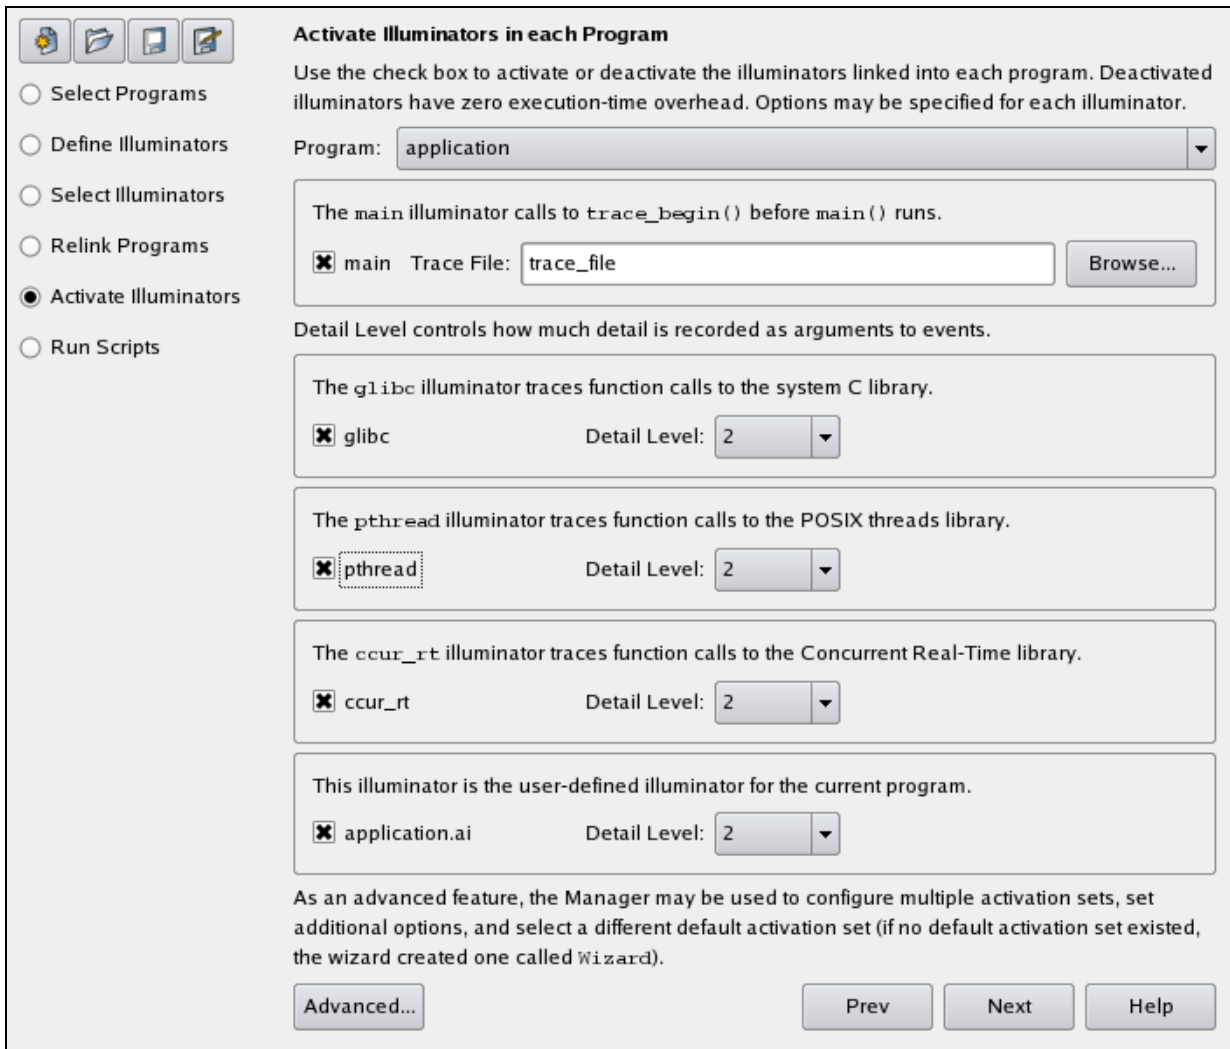 Activate Illuminators in each Program
Use the check box to activate or deactivate the illuminators linked into each program. Deactivated
illuminators have zero execution-time overhead. Options may be specified for each illuminator.
Select Programs
Define Illuminators
Select Illuminators
Relink Programs
Activate Illuminators
Run Scripts
Program: application
The main illuminator calls to trace_begin() before main() runs.
main Trace File: trace_file Browse...
Detail Level controls how much detail is recorded as arguments to events.
The glibc illuminator traces function calls to the system C library.
glibc Detail Level: 2
The pthread illuminator traces function calls to the POSIX threads library.
pthread Detail Level: 2
The ccur_rt illuminator traces function calls to the Concurrent Real-Time library.
ccur_rt Detail Level: 2
This illuminator is the user-defined illuminator for the current program.
application.ai Detail Level: 2
As an advanced feature, the Manager may be used to configure multiple activation sets, set
additional options, and select a different default activation set (if no default activation set existed,
the wizard created one called Wizard).
Advanced... Prev Next Help